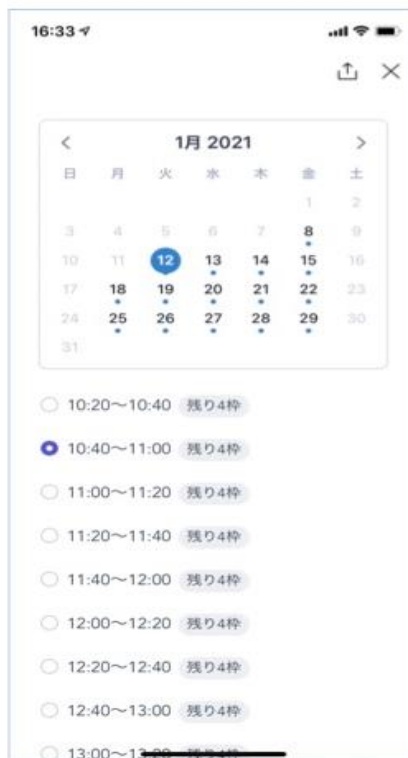 16:33
1月 2021
日 月 火 水 木 金 土
1 2
3 4 5 6 7 8 9
10 11 12 13 14 15 16
17 18 19 20 21 22 23
24 25 26 27 28 29 30
31
10:20～10:40 残り4枠
10:40～11:00 残り4枠
11:00～11:20 残り4枠
11:20～11:40 残り4枠
11:40～12:00 残り4枠
12:00～12:20 残り4枠
12:20～12:40 残り4枠
12:40～13:00 残り4枠
13:00～